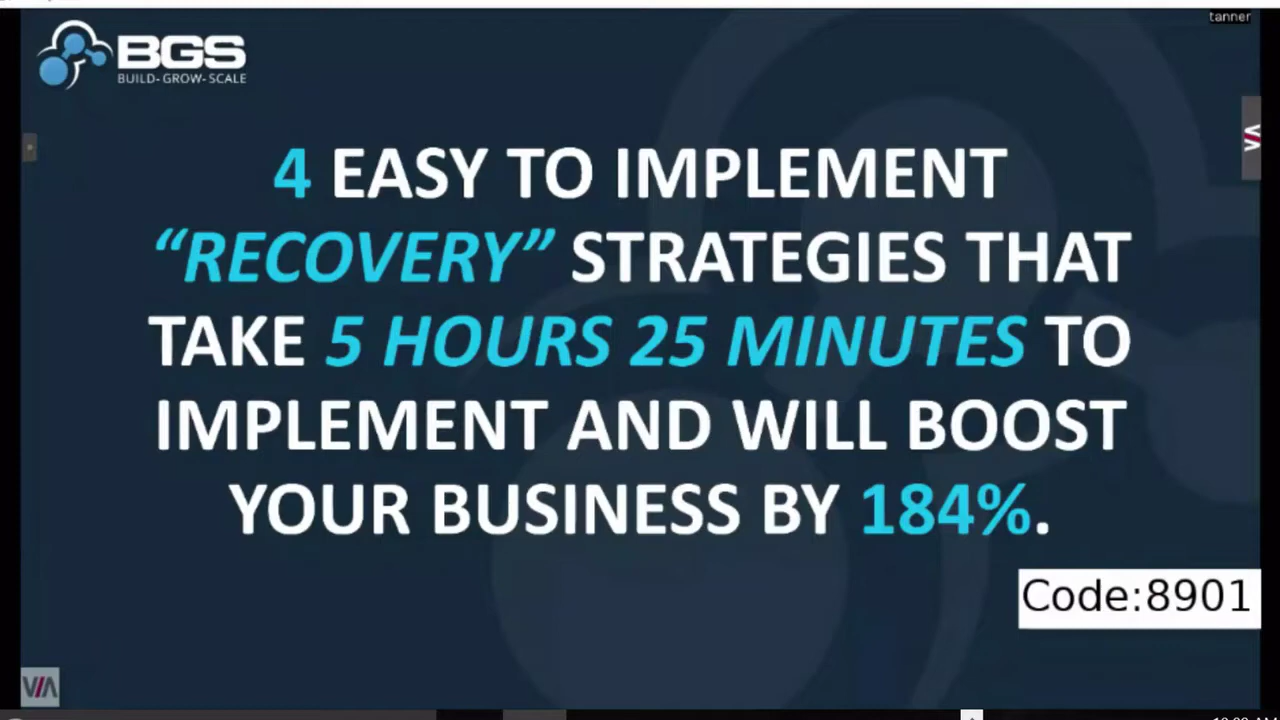 tanner
BGS
BUILD-GROW-SCALE
4 EASY TO IMPLEMENT
“RECOVERY” STRATEGIES THAT
TAKE 5 HOURS 25 MINUTES TO
IMPLEMENT AND WILL BOOST
YOUR BUSINESS BY 184%.
Code:8901
VIA